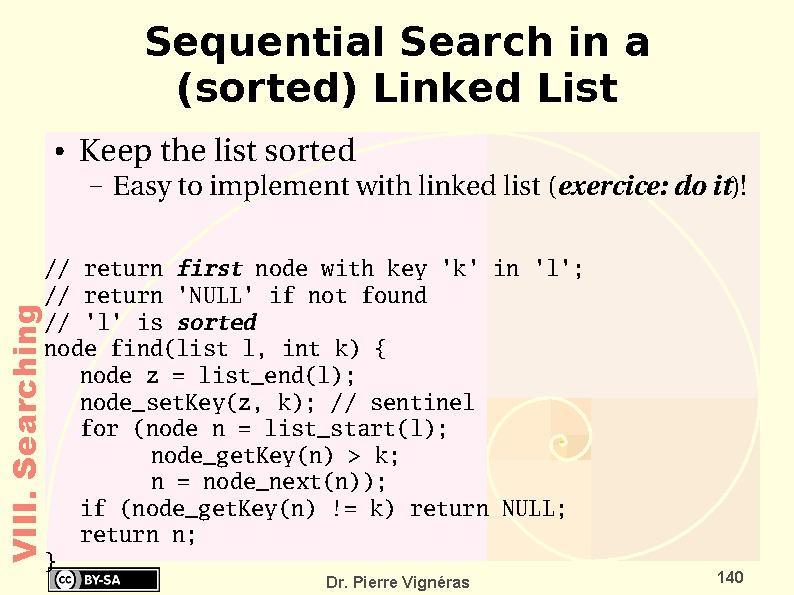 Sequential Search in a
(sorted) Linked List
• Keep the list sorted
– Easy to implement with linked list (exercice: do it)!
// return first node with key 'k' in 'l';
// return 'NULL' if not found
// 'l' is sorted
node find(list l, int k) {
node z = list_end(l);
node_setKey(z, k); // sentinel
for (node n = list_start(l);
node_getKey(n) > k;
n = node_next(n));
if (node_getKey(n) != k) return NULL;
return n;
}
VIII. Searching
cc BY-SA
Dr. Pierre Vignéras
140